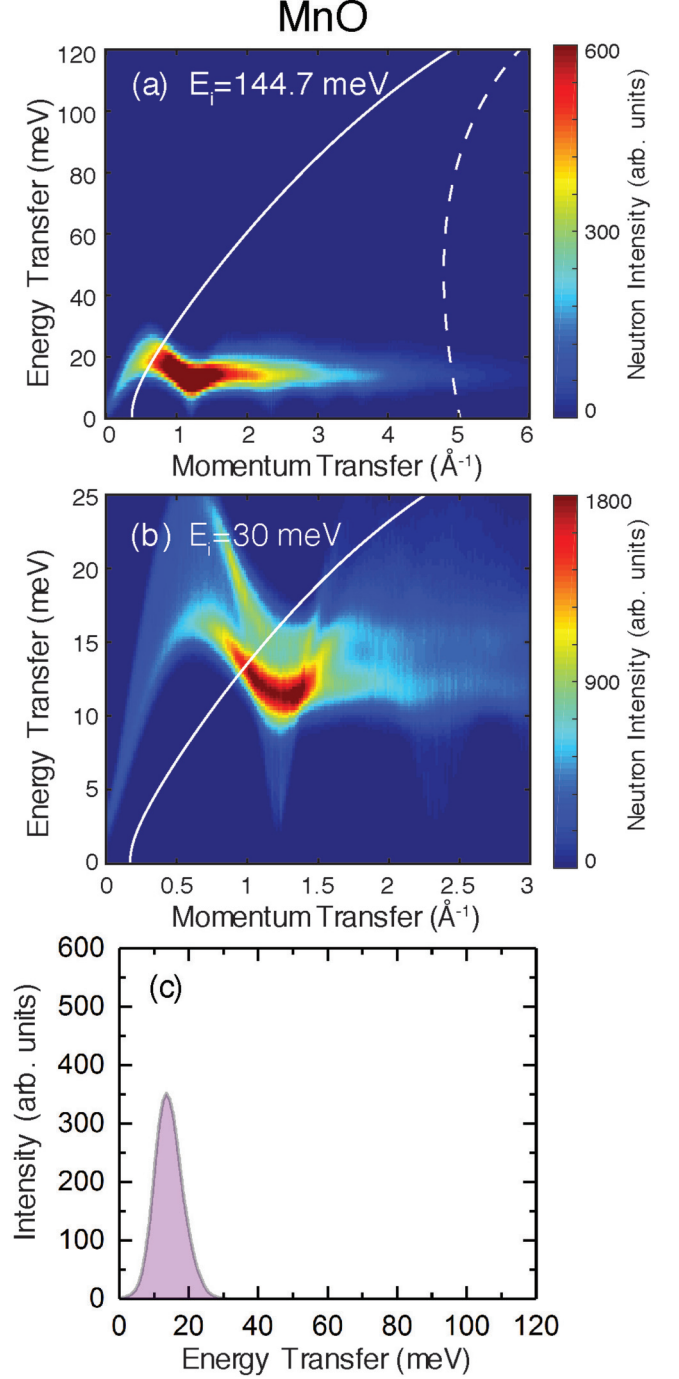 MnO
(a) E_i=144.7 meV
Energy Transfer (meV)
120
100
80
60
40
20
0
0 1 2 3 4 5 6
Momentum Transfer (Å⁻¹)
600
300
0
Neutron Intensity (arb. units)
(b) E_i=30 meV
Energy Transfer (meV)
25
20
15
10
5
0
0 0.5 1 1.5 2 2.5 3
Momentum Transfer (Å⁻¹)
1800
900
0
Neutron Intensity (arb. units)
(c)
Intensity (arb. units)
600
500
400
300
200
100
0
0 20 40 60 80 100 120
Energy Transfer (meV)